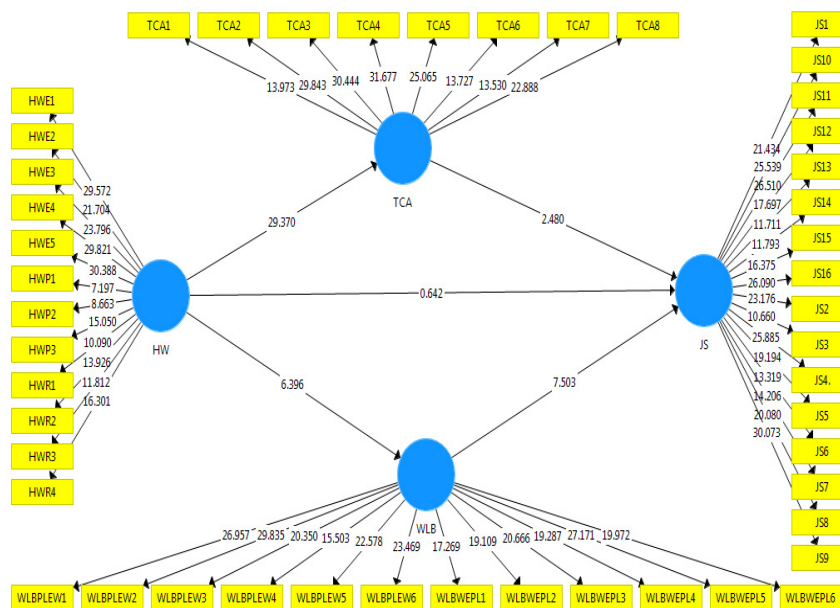 TCA1 TCA2 TCA3 TCA4 TCA5 TCA6 TCA7 TCA8
13.973 29.843 30.444 31.677 25.065 13.727 13.530 22.888
TCA
HWE1
HWE2
HWE3
HWE4
HWE5
HWP1
HWP2
HWP3
HWR1
HWR2
HWR3
HWR4
29.572
21.704
23.796
29.821
30.388
7.197
8.663
15.050
10.090
13.926
11.812
16.301
HW
29.370
2.480
0.642
6.396
7.503
JS1
JS10
JS11
JS12
JS13
JS14
JS15
JS16
JS2
JS3
JS4.
JS5
JS6
JS7
JS8
JS9
21.434
25.539
26.510
17.697
11.711
11.793
16.375
26.090
23.176
10.660
25.885
19.194
13.319
14.206
20.080
30.073
JS
WLB
26.957 29.835 20.350 15.503 22.578 23.469 17.269 19.109 20.666 19.287 27.171 19.972
WLBPLEW1 WLBPLEW2 WLBPLEW3 WLBPLEW4 WLBPLEW5 WLBPLEW6 WLBWEPL1 WLBWEPL2 WLBWEPL3 WLBWEPL4 WLBWEPL5 WLBWEPL6